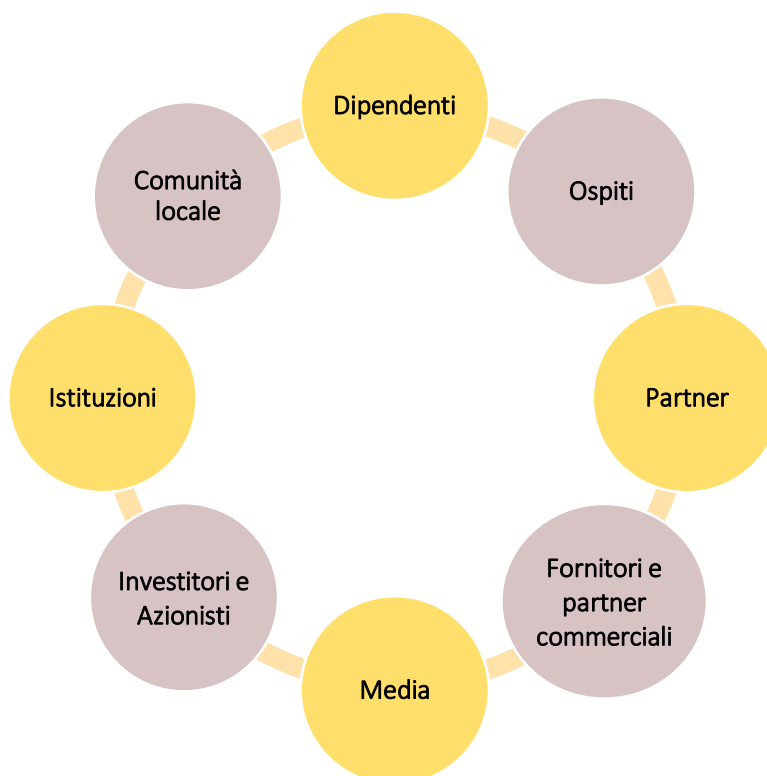 Dipendenti
Ospiti
Partner
Fornitori e
partner
commerciali
Media
Investitori e
Azionisti
Istituzioni
Comunità
locale